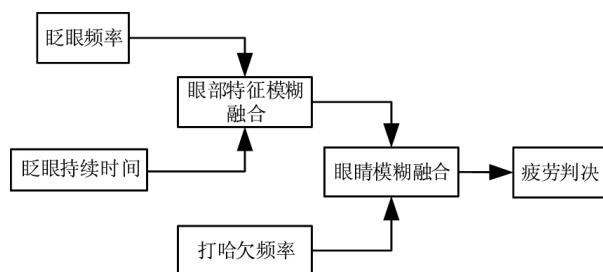 眨眼频率
眼部特征模糊
融合
眨眼持续时间
眼睛模糊融合
疲劳判决
打哈欠频率